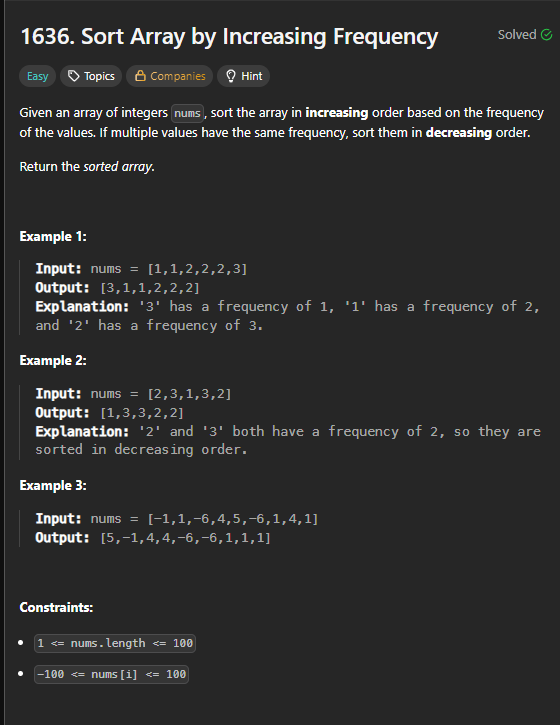 1636. Sort Array by Increasing Frequency
Solved
Easy Topics Companies Hint
Given an array of integers nums, sort the array in increasing order based on the frequency
of the values. If multiple values have the same frequency, sort them in decreasing order.
Return the sorted array.
Example 1:
Input: nums = [1,1,2,2,2,3]
Output: [3,1,1,2,2,2]
Explanation: '3' has a frequency of 1, '1' has a frequency of 2,
and '2' has a frequency of 3.
Example 2:
Input: nums = [2,3,1,3,2]
Output: [1,3,3,2,2]
Explanation: '2' and '3' both have a frequency of 2, so they are
sorted in decreasing order.
Example 3:
Input: nums = [-1,1,-6,4,5,-6,1,4,1]
Output: [5,-1,4,4,-6,-6,1,1,1]
Constraints:
• 1 <= nums.length <= 100
• -100 <= nums[i] <= 100